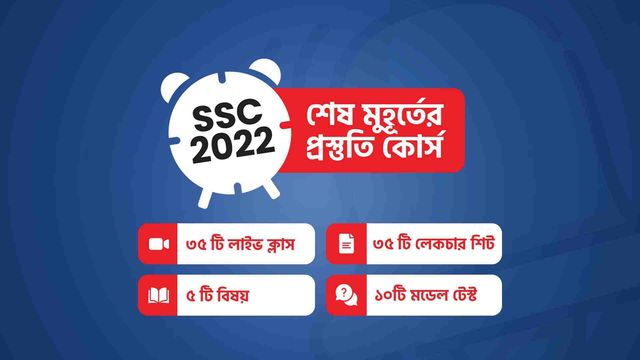 SSC
2022
শেষ মুহূর্তের
প্রস্তুতি কোর্স
৩৫ টি লাইভ ক্লাস
৩৫ টি লেকচার শিট
৫ টি বিষয়
১০টি মডেল টেস্ট